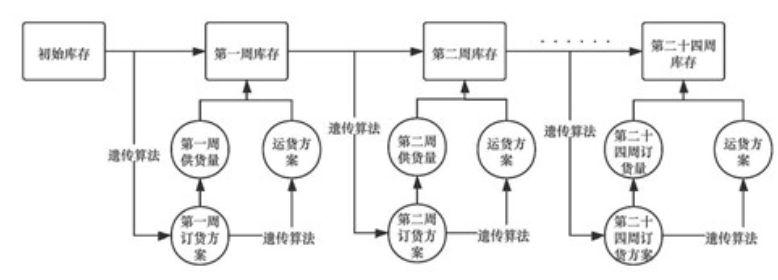 初始库存
第一周库存
第二周库存
· · · · · ·
第二十四周
库存
遗传算法
第一周
供货量
运货方
案
遗传算法
第二周
供货量
运货方
案
遗传算法
第二十
四周订
货量
运货方
案
第一周
订货方
案
遗传算法
第二周
订货方
案
遗传算法
第二十
四周订
货方案
遗传算法